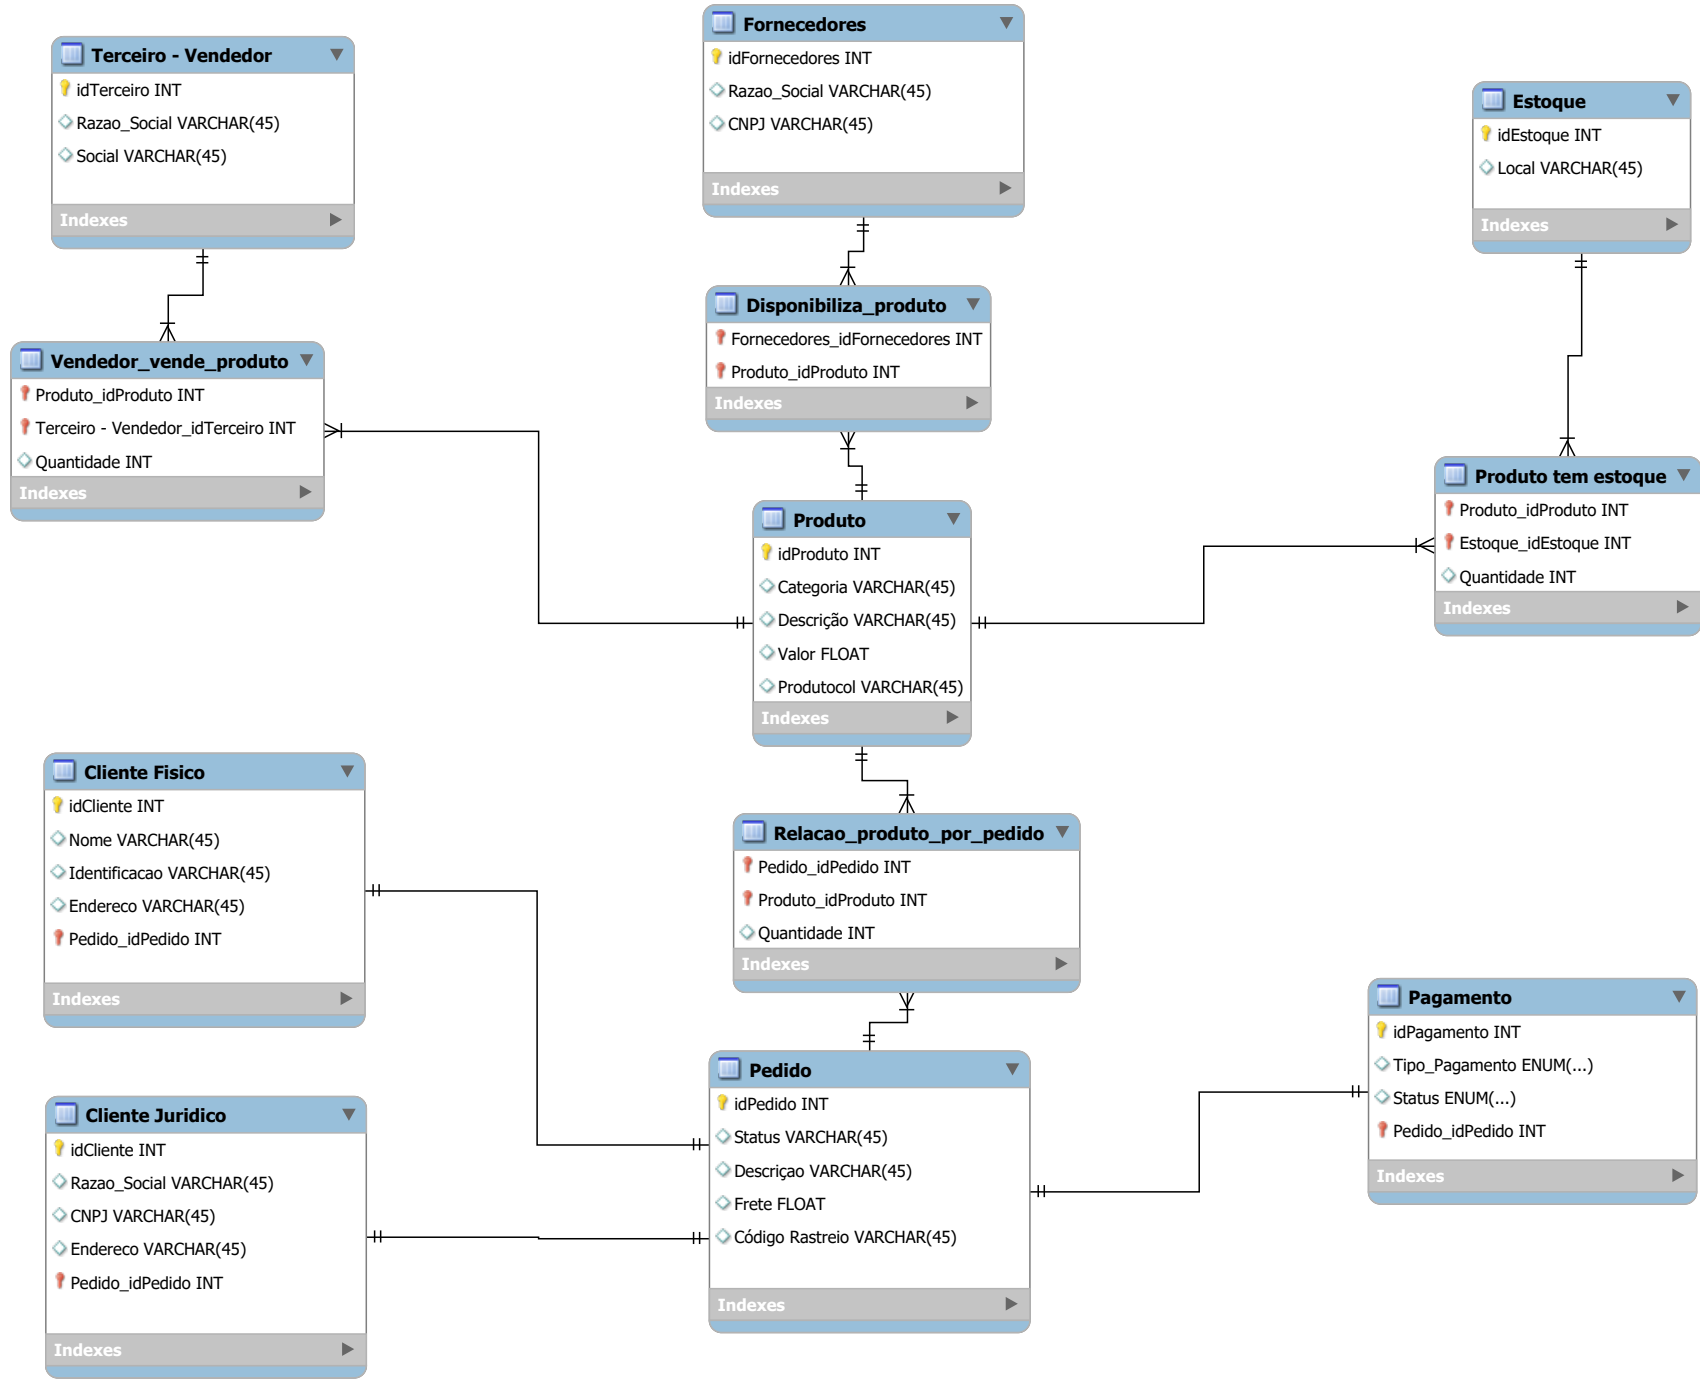 Terceiro - Vendedor
idTerceiro INT
Razao_Social VARCHAR(45)
Social VARCHAR(45)
Indexes
Fornecedores
idFornecedores INT
Razao_Social VARCHAR(45)
CNPJ VARCHAR(45)
Indexes
Estoque
idEstoque INT
Local VARCHAR(45)
Indexes
Vendedor_vende_produto
Produto_idProduto INT
Terceiro - Vendedor_idTerceiro INT
Quantidade INT
Indexes
Disponibiliza_produto
Fornecedores_idFornecedores INT
Produto_idProduto INT
Indexes
Produto tem estoque
Produto_idProduto INT
Estoque_idEstoque INT
Quantidade INT
Indexes
Produto
idProduto INT
Categoria VARCHAR(45)
Descrição VARCHAR(45)
Valor FLOAT
Produtocol VARCHAR(45)
Indexes
Cliente Fisico
idCliente INT
Nome VARCHAR(45)
Identificacao VARCHAR(45)
Endereco VARCHAR(45)
Pedido_idPedido INT
Indexes
Relacao_produto_por_pedido
Pedido_idPedido INT
Produto_idProduto INT
Quantidade INT
Indexes
Pagamento
idPagamento INT
Tipo_Pagamento ENUM(...)
Status ENUM(...)
Pedido_idPedido INT
Indexes
Cliente Juridico
idCliente INT
Razao_Social VARCHAR(45)
CNPJ VARCHAR(45)
Endereco VARCHAR(45)
Pedido_idPedido INT
Indexes
Pedido
idPedido INT
Status VARCHAR(45)
Descriçao VARCHAR(45)
Frete FLOAT
Código Rastreio VARCHAR(45)
Indexes